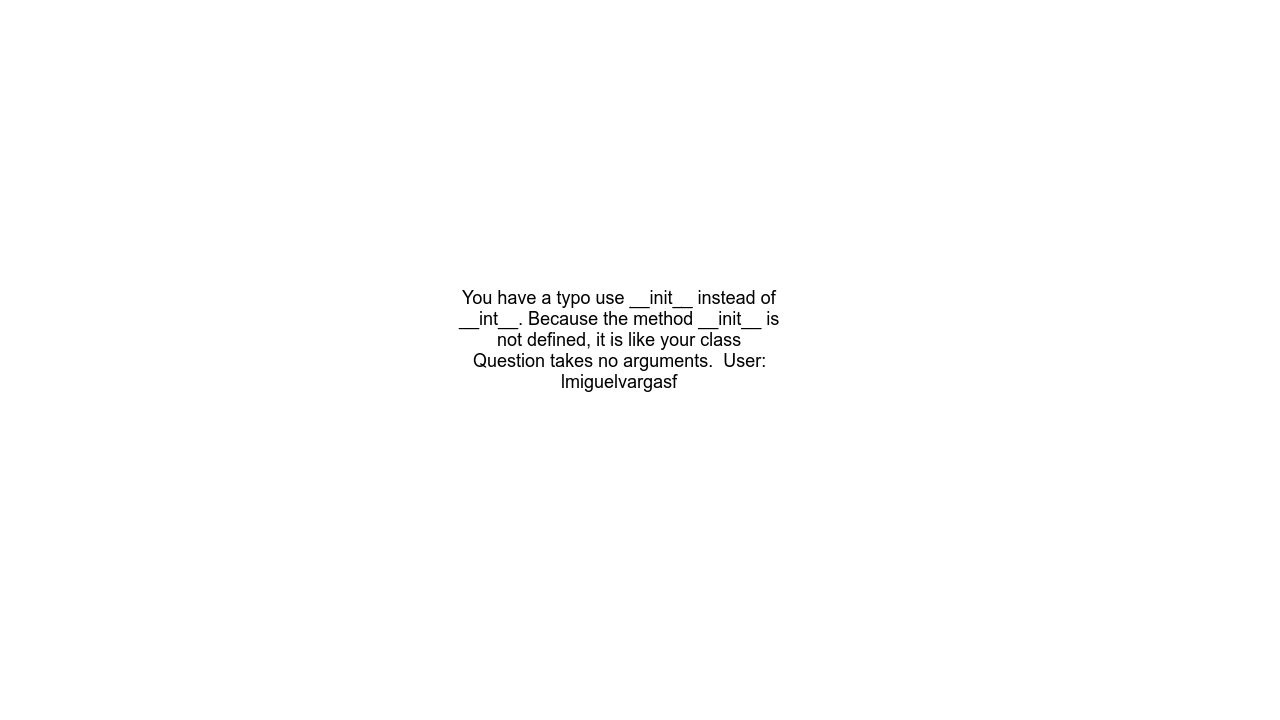 You have a typo use __init__ instead of
__int__. Because the method __init__ is
not defined, it is like your class
Question takes no arguments.  User:
lmiguelvargasf